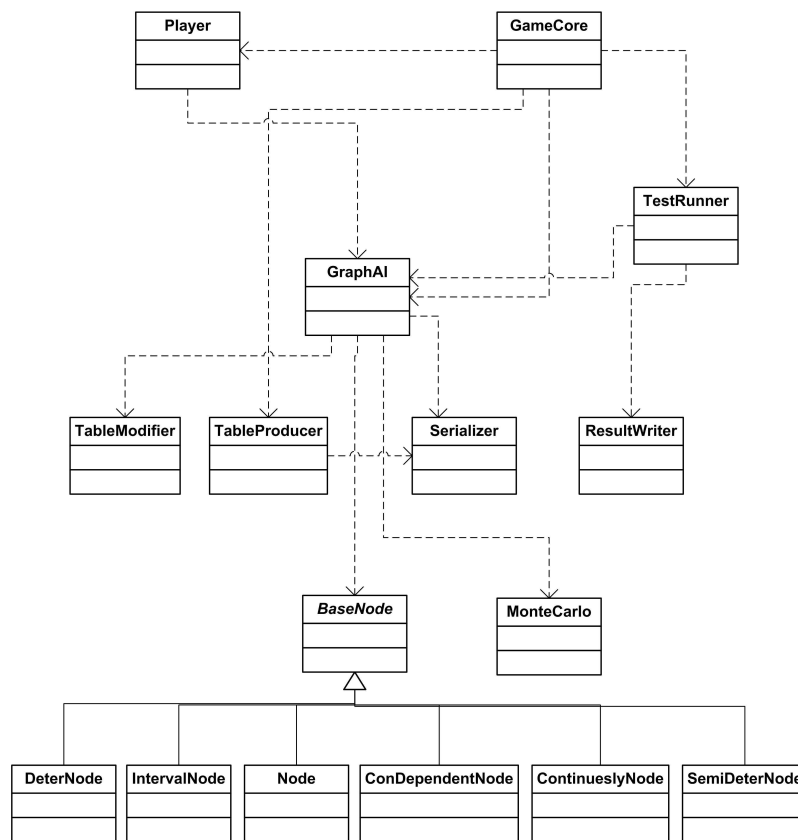 Player
GameCore
TestRunner
GraphAI
TableModifier
TableProducer
Serializer
ResultWriter
BaseNode
MonteCarlo
DeterNode
IntervalNode
Node
ConDependentNode
ContinueslyNode
SemiDeterNode